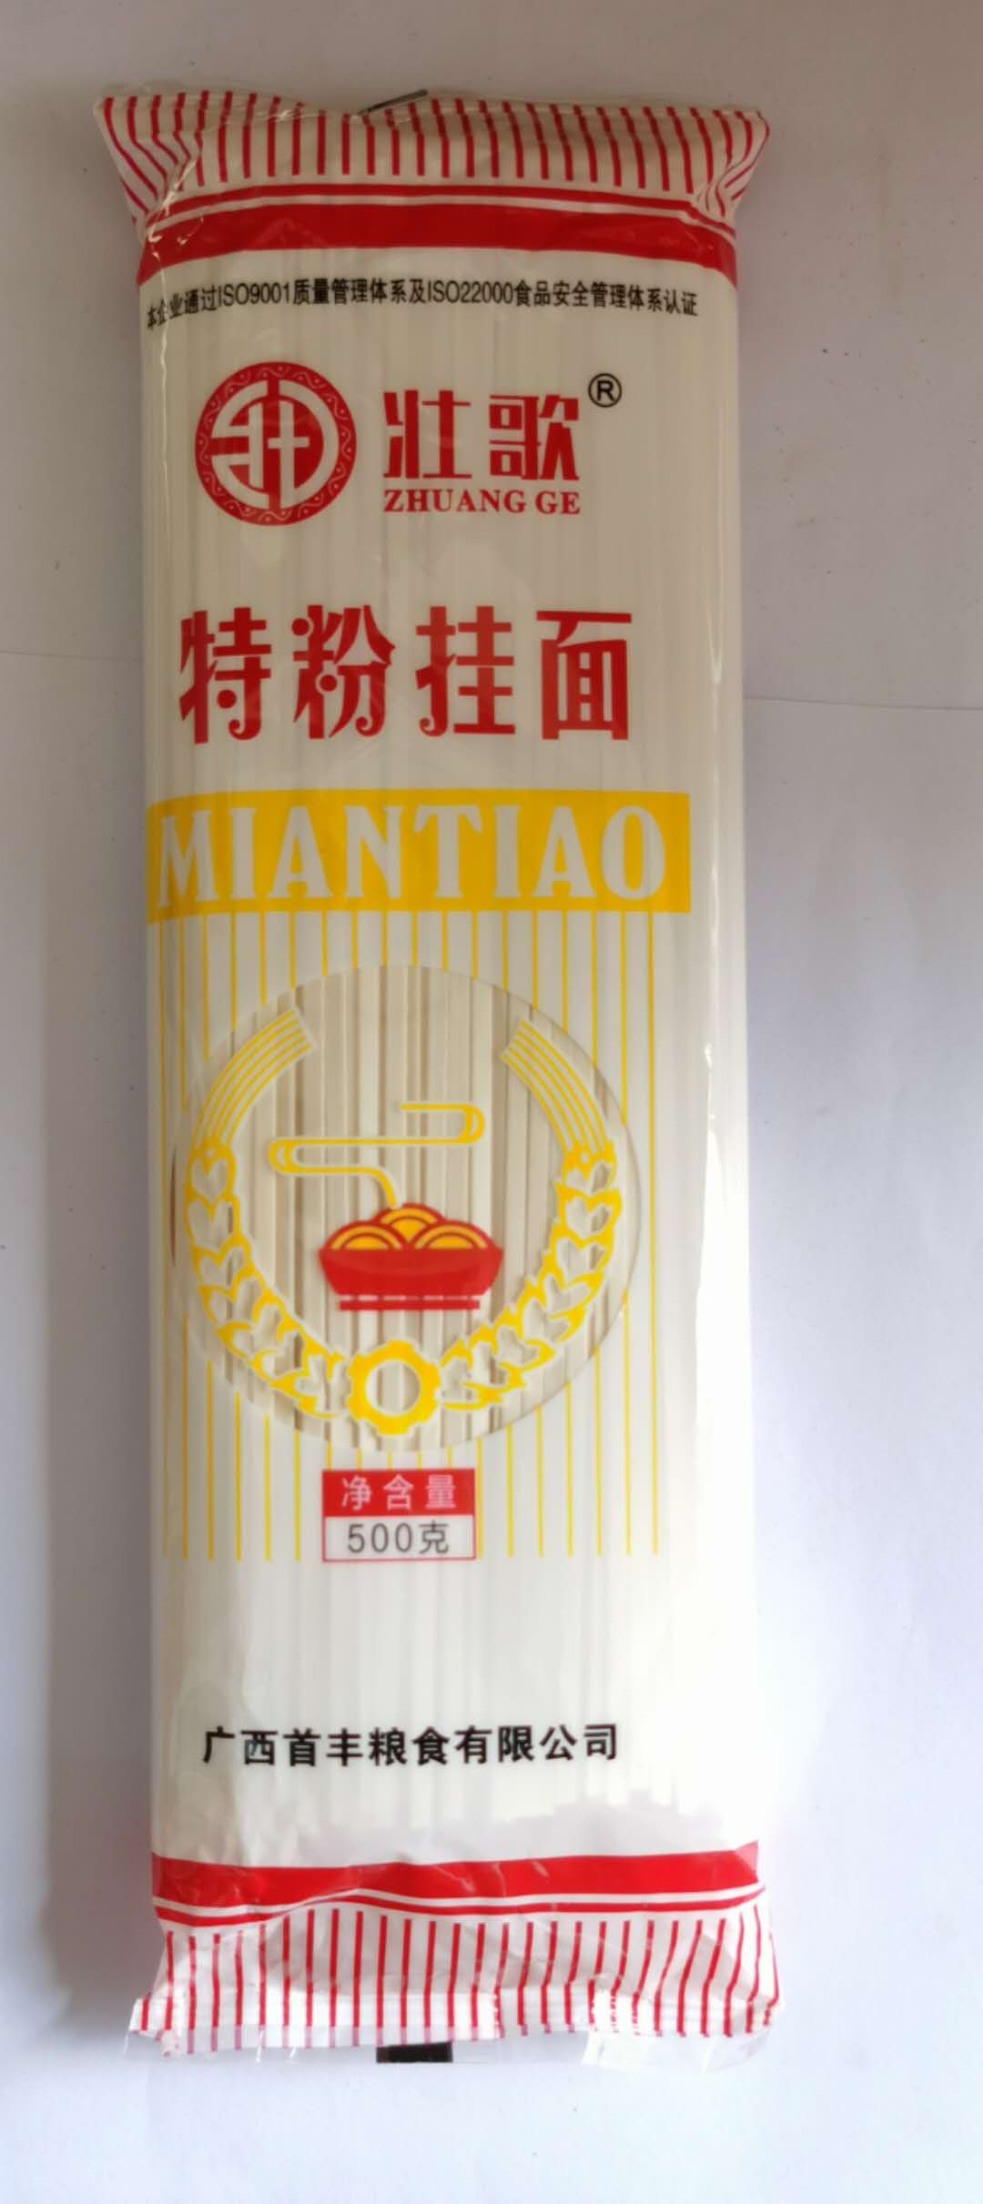 本企业通过ISO9001质量管理体系及ISO22000食品安全管理体系认证
壮歌®
ZHUANG GE
特粉挂面
MIANTIAO
净含量
500克
广西首丰粮食有限公司